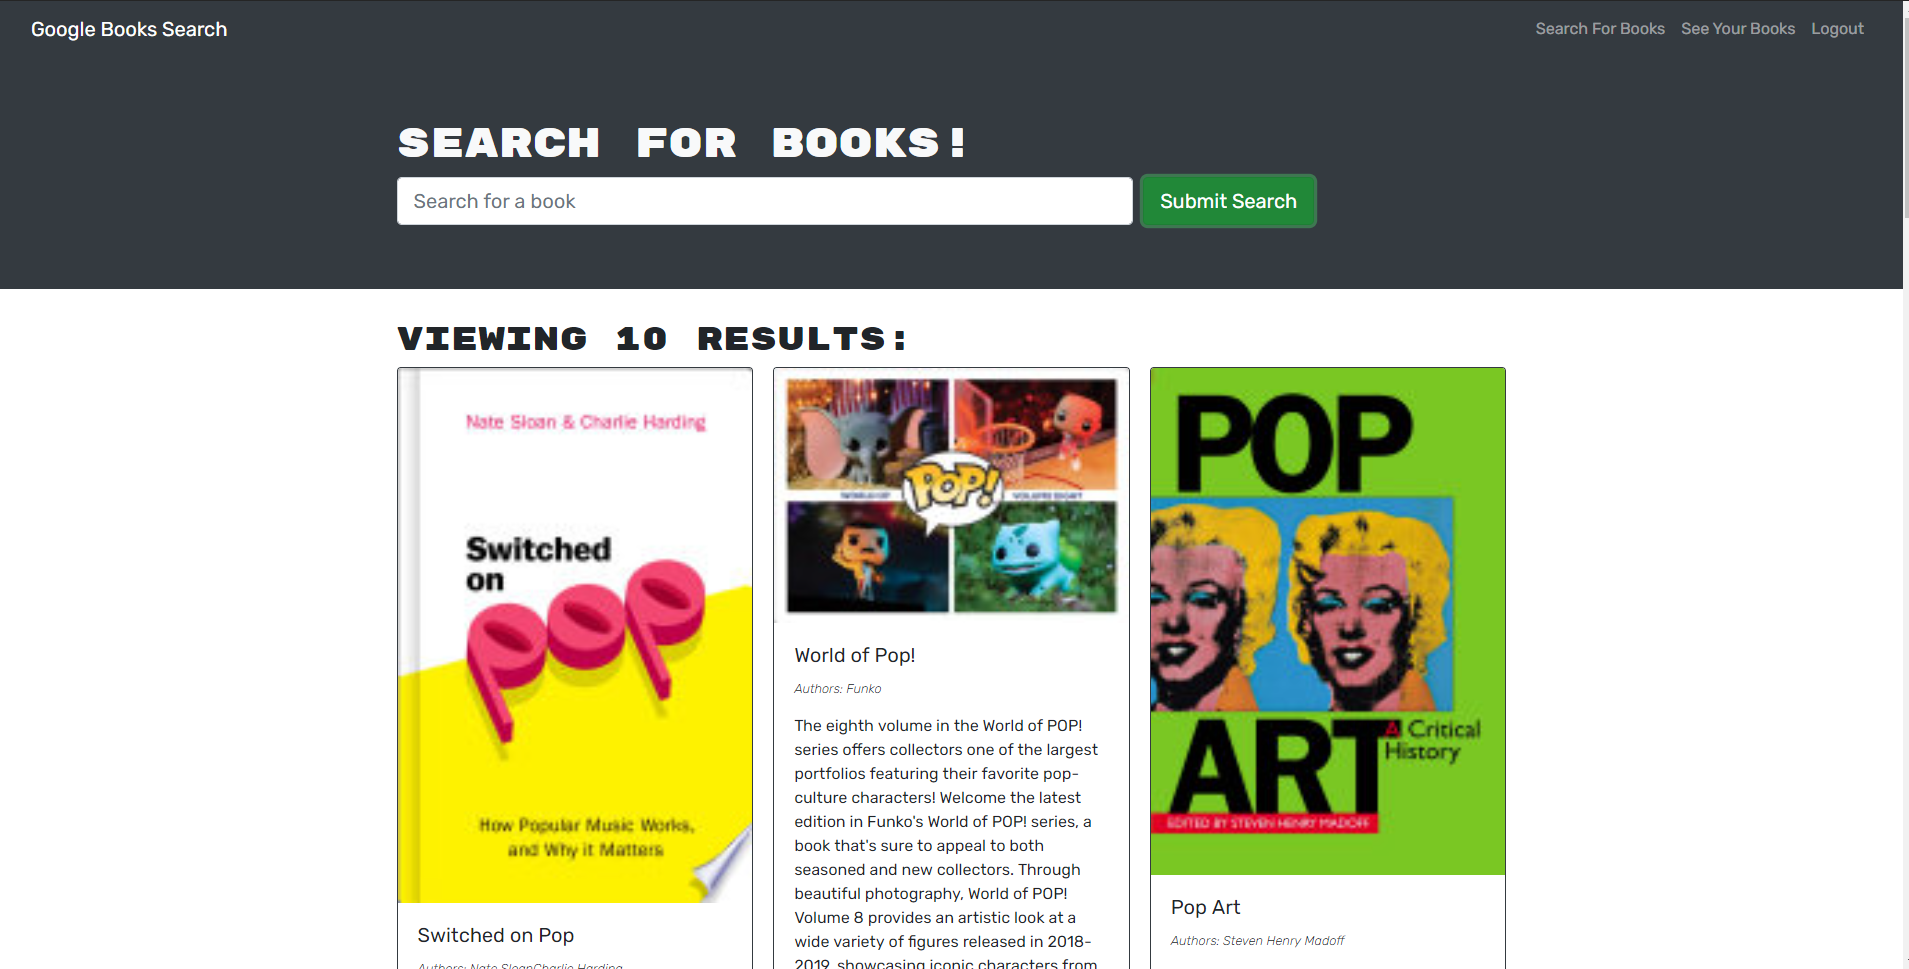 Google Books Search
Search For Books
See Your Books
Logout
SEARCH FOR BOOKS!
Search for a book
Submit Search
VIEWING 10 RESULTS:
Nate Sloan & Charlie Harding
Switched
on
pop
How Popular Music Works,
and Why it Matters
Switched on Pop
Authors: Nate SloanCharlie Harding
WORLD OF
POP!
VOLUME EIGHT
World of Pop!
Authors: Funko
The eighth volume in the World of POP!
series offers collectors one of the largest
portfolios featuring their favorite pop-
culture characters! Welcome the latest
edition in Funko's World of POP! series, a
book that's sure to appeal to both
seasoned and new collectors. Through
beautiful photography, World of POP!
Volume 8 provides an artistic look at a
wide variety of figures released in 2018-
2019, showcasing iconic characters from
POP
ART
A Critical
History
EDITED BY STEVEN HENRY MADOFF
Pop Art
Authors: Steven Henry Madoff